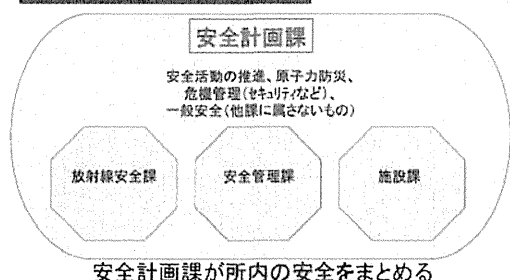 安全計画課
安全活動の推進、原子力防災、
危機管理(セキュリティなど)、
一般安全(他課に属さないもの)
放射線安全課
安全管理課
施設課
安全計画課が所内の安全をまとめる